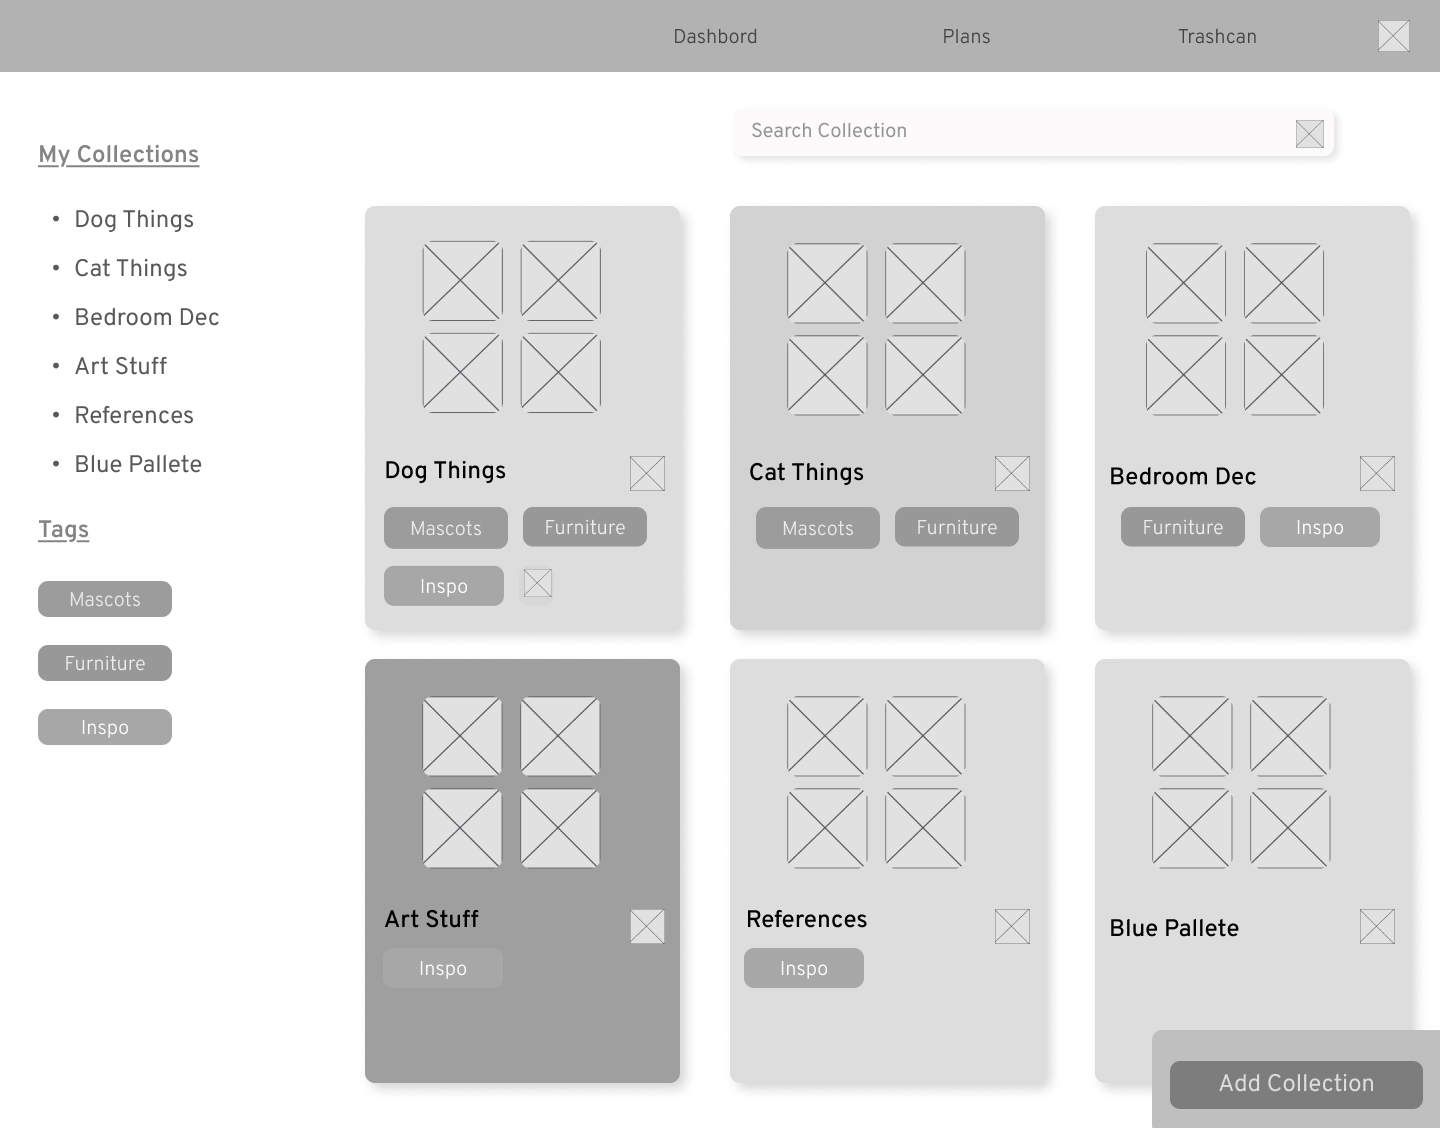 Dashbord Plans Trashcan
Search Collection
My Collections
• Dog Things
• Cat Things
• Bedroom Dec
• Art Stuff
• References
• Blue Pallete
Tags
Mascots
Furniture
Inspo
Dog Things
Mascots Furniture
Inspo
Cat Things
Mascots Furniture
Bedroom Dec
Furniture Inspo
Art Stuff
Inspo
References
Inspo
Blue Pallete
Add Collection